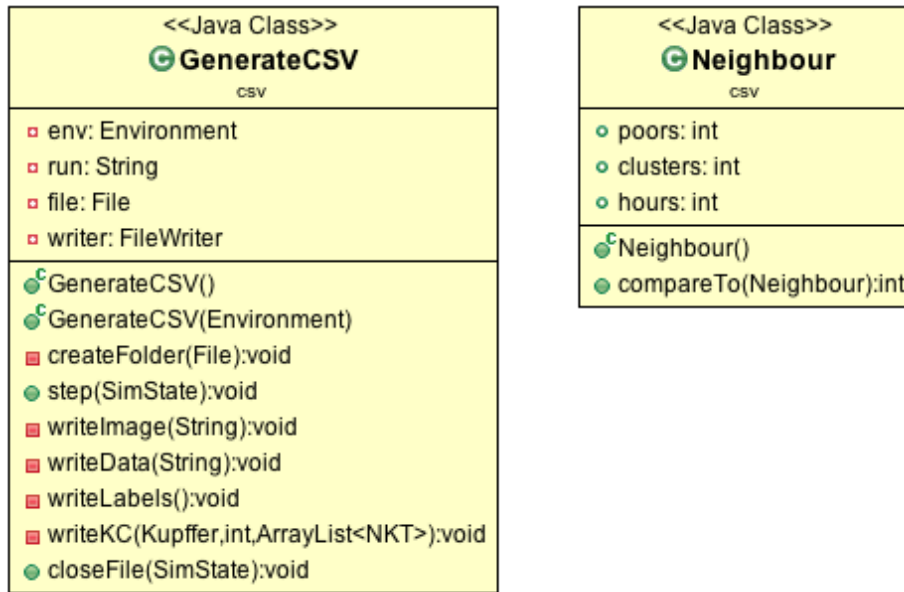 <<Java Class>>
GenerateCSV
csv
env: Environment
run: String
file: File
writer: FileWriter
GenerateCSV()
GenerateCSV(Environment)
createFolder(File):void
step(SimState):void
writeImage(String):void
writeData(String):void
writeLabels():void
writeKC(Kupffer,int,ArrayList<NKT>):void
closeFile(SimState):void
<<Java Class>>
Neighbour
csv
poors: int
clusters: int
hours: int
Neighbour()
compareTo(Neighbour):int